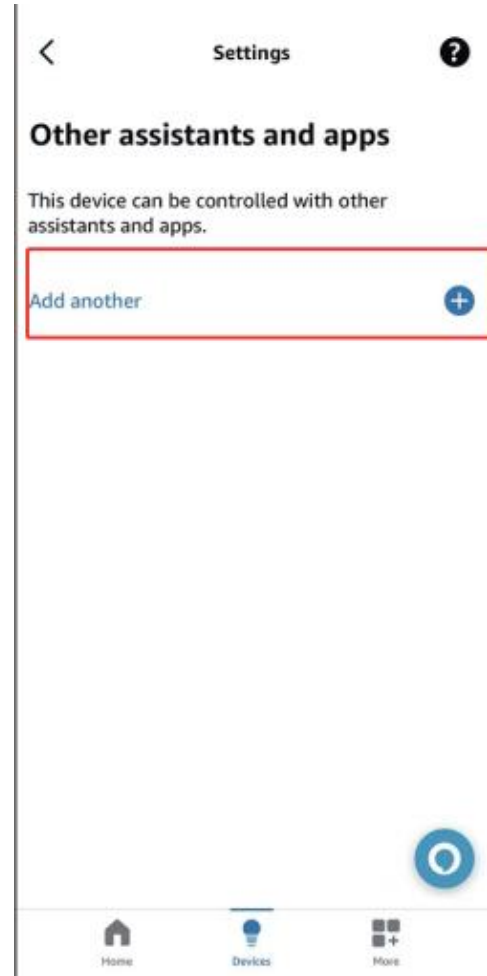 Settings
Other assistants and apps
This device can be controlled with other
assistants and apps.
Add another
Home
Devices
More